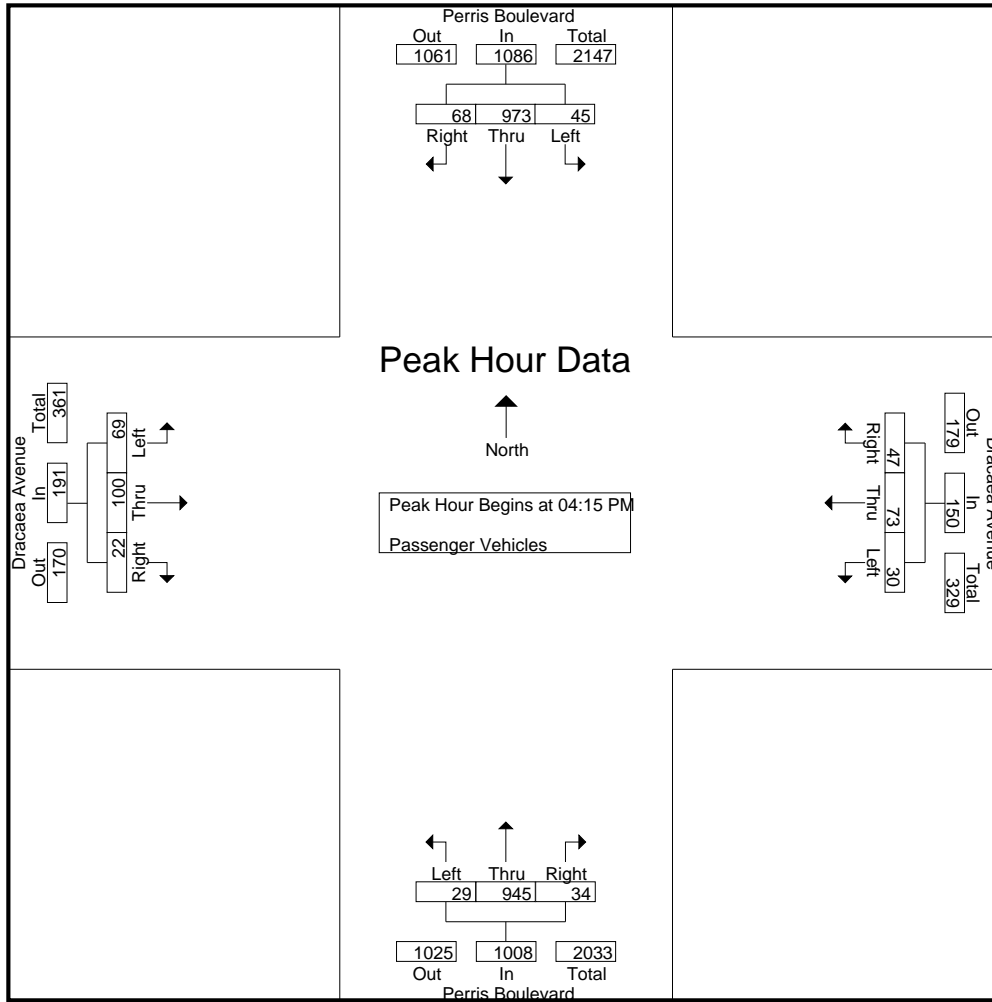 Perris Boulevard
Out In Total
1061 1086 2147
68 973 45
Right Thru Left
Peak Hour Data
North
Peak Hour Begins at 04:15 PM
Passenger Vehicles
Dracaea Avenue
Out In Total
170 191 361
Left Thru Right
69 100 22
Dracaea Avenue
Out In Total
179 150 329
47 73 30
Right Thru Left
Left Thru Right
29 945 34
1025 1008 2033
Out In Total
Perris Boulevard